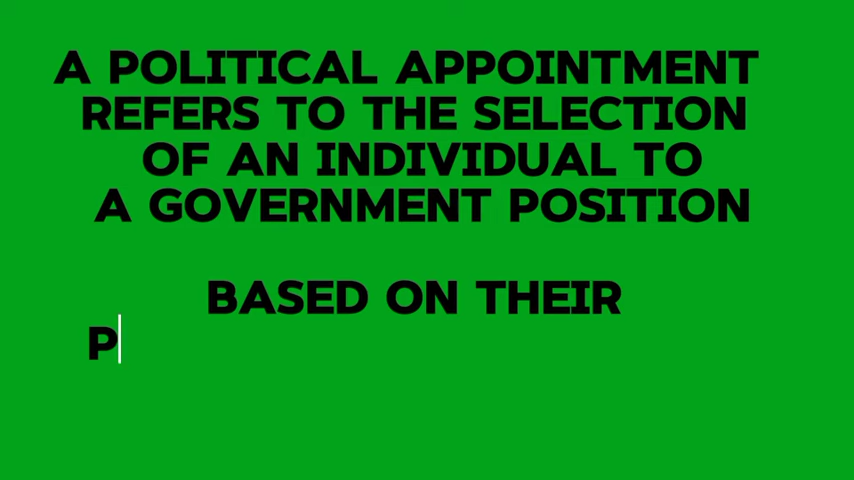 A POLITICAL APPOINTMENT
REFERS TO THE SELECTION
OF AN INDIVIDUAL TO
A GOVERNMENT POSITION
BASED ON THEIR
P